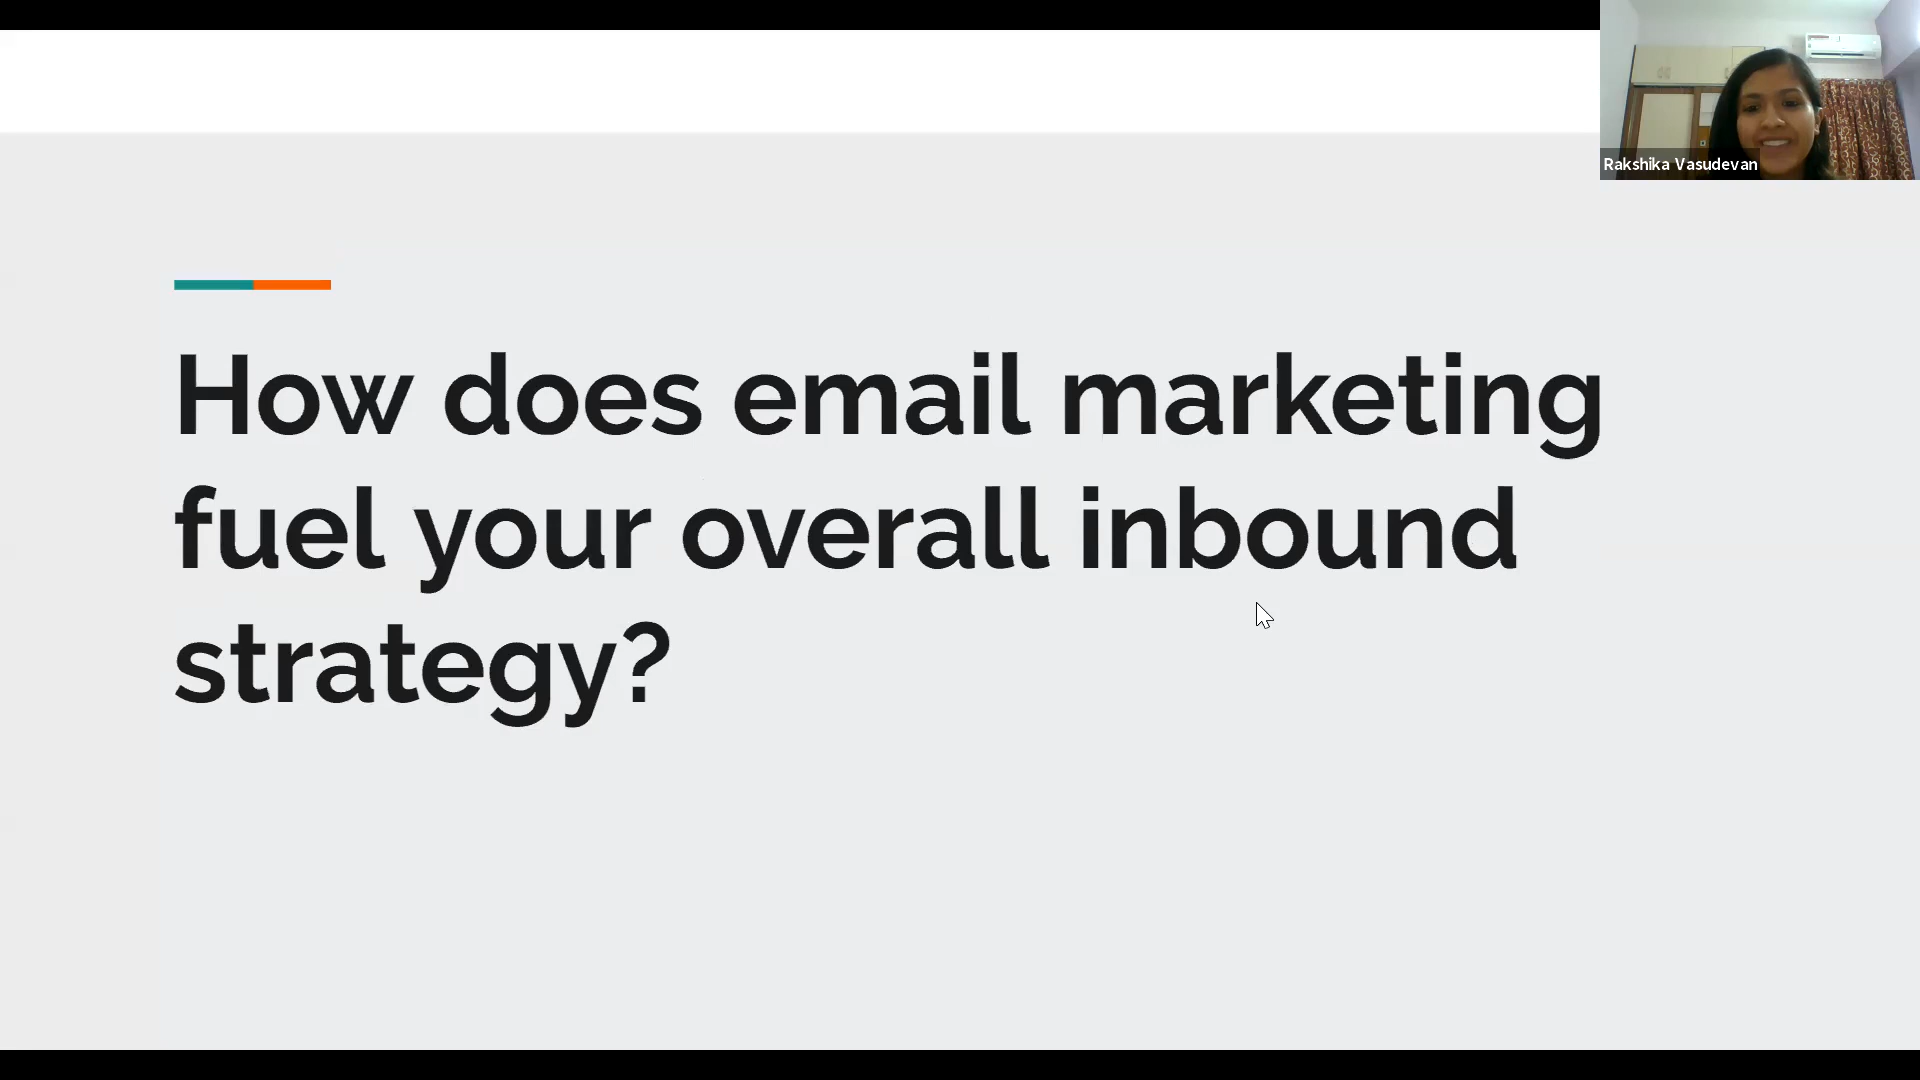 Rakshika Vasudevan
How does email marketing
fuel your overall inbound
strategy?